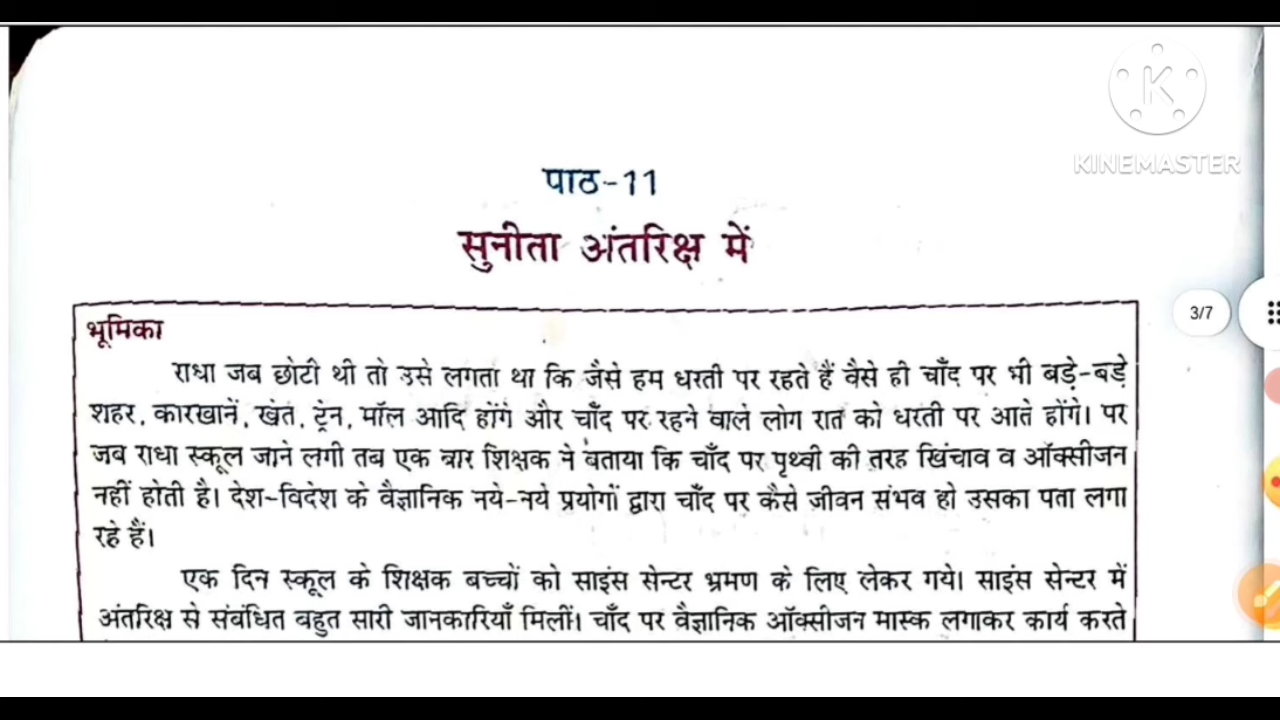 KINEMASTER
पाठ-11
सुनीता अंतरिक्ष में
3/7
भूमिका
राधा जब छोटी थी तो उसे लगता था कि जैसे हम धरती पर रहते हैं वैसे ही चाँद पर भी बड़े-बड़े
शहर, कारखानें, खेत, ट्रेन, मॉल आदि होंगे और चाँद पर रहने वाले लोग रात को धरती पर आते होंगे। पर
जब राधा स्कूल जाने लगी तब एक बार शिक्षक ने बताया कि चाँद पर पृथ्वी की तरह खिंचाव व ऑक्सीजन
नहीं होती है। देश-विदेश के वैज्ञानिक नये-नये प्रयोगों द्वारा चाँद पर कैसे जीवन संभव हो उसका पता लगा
रहे हैं।
एक दिन स्कूल के शिक्षक बच्चों को साइंस सेन्टर भ्रमण के लिए लेकर गये। साइंस सेन्टर में
अंतरिक्ष से संबंधित बहुत सारी जानकारियाँ मिलीं। चाँद पर वैज्ञानिक ऑक्सीजन मास्क लगाकर कार्य करते